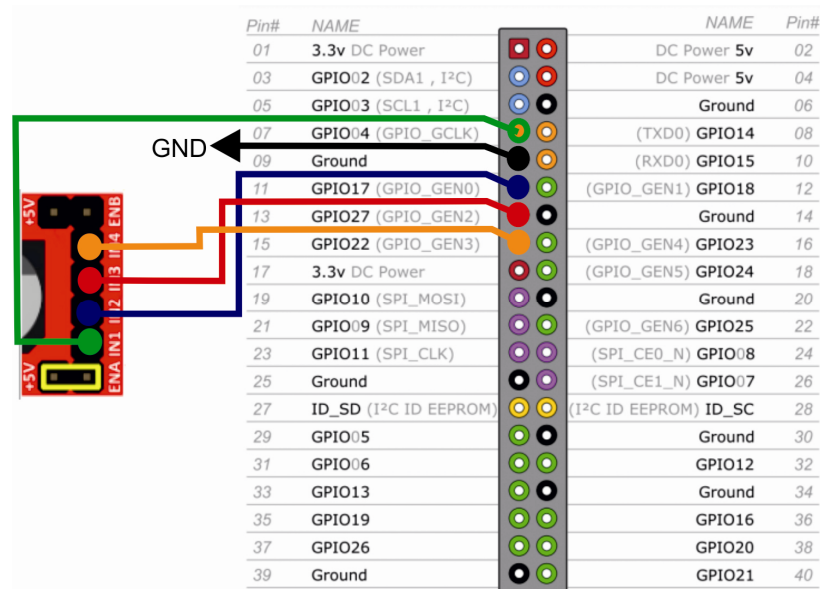 Pin# NAME NAME Pin#
01 3.3v DC Power DC Power 5v 02
03 GPIO02 (SDA1 , I²C) DC Power 5v 04
05 GPIO03 (SCL1 , I²C) Ground 06
07 GPIO04 (GPIO_GCLK) (TXD0) GPIO14 08
GND
09 Ground (RXD0) GPIO15 10
11 GPIO17 (GPIO_GEN0) (GPIO_GEN1) GPIO18 12
13 GPIO27 (GPIO_GEN2) Ground 14
15 GPIO22 (GPIO_GEN3) (GPIO_GEN4) GPIO23 16
17 3.3v DC Power (GPIO_GEN5) GPIO24 18
19 GPIO10 (SPI_MOSI) Ground 20
21 GPIO09 (SPI_MISO) (GPIO_GEN6) GPIO25 22
23 GPIO11 (SPI_CLK) (SPI_CE0_N) GPIO08 24
25 Ground (SPI_CE1_N) GPIO07 26
27 ID_SD (I²C ID EEPROM) (I²C ID EEPROM) ID_SC 28
29 GPIO05 Ground 30
31 GPIO06 GPIO12 32
33 GPIO13 Ground 34
35 GPIO19 GPIO16 36
37 GPIO26 GPIO20 38
39 Ground GPIO21 40
+5V
+5V
ENA IN1 IN2 IN3 IN4 ENB